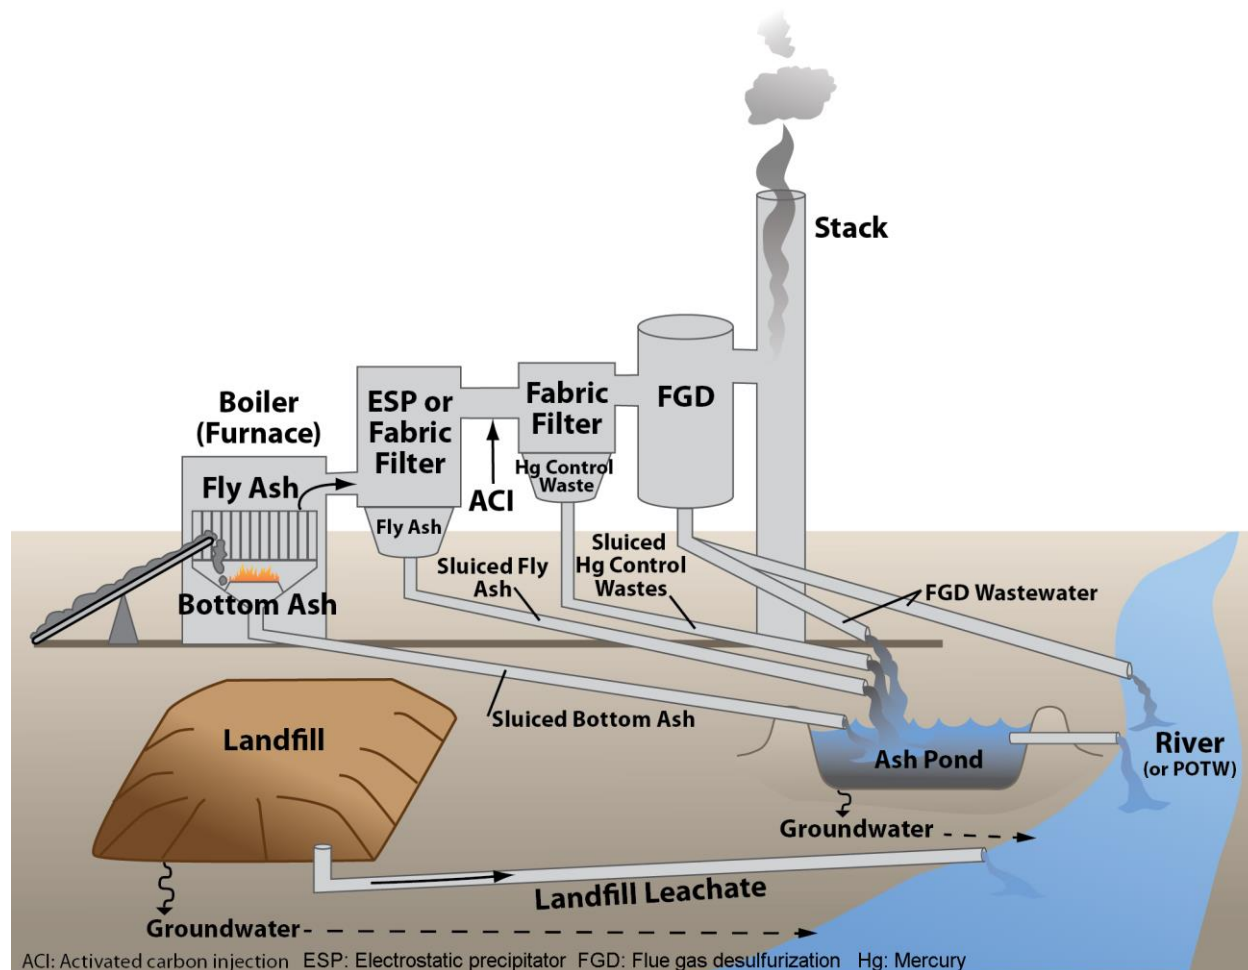 Stack
Boiler
(Furnace)
ESP or
Fabric
Filter
Fabric
Filter
FGD
Fly Ash
Hg Control
Waste
ACI
Fly Ash
Bottom Ash
Sluiced Fly
Ash
Sluiced
Hg Control
Wastes
FGD Wastewater
Sluiced Bottom Ash
Landfill
Ash Pond
River
(or POTW)
Groundwater
Landfill Leachate
Groundwater
ACI: Activated carbon injection ESP: Electrostatic precipitator FGD: Flue gas desulfurization Hg: Mercury